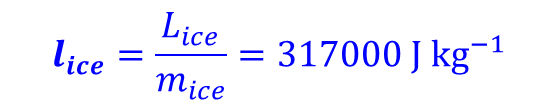 l_ice = L_ice / m_ice = 317000 J kg⁻¹